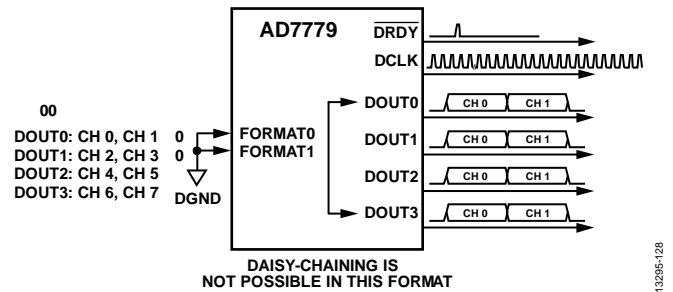 AD7779
DRDY
DCLK
DOUT0 CH 0 CH 1
DOUT1 CH 0 CH 1
DOUT2 CH 0 CH 1
DOUT3 CH 0 CH 1
00
DOUT0: CH 0, CH 1 0 FORMAT0
DOUT1: CH 2, CH 3 0 FORMAT1
DOUT2: CH 4, CH 5
DOUT3: CH 6, CH 7
DGND
DAISY-CHAINING IS
NOT POSSIBLE IN THIS FORMAT
13295-128